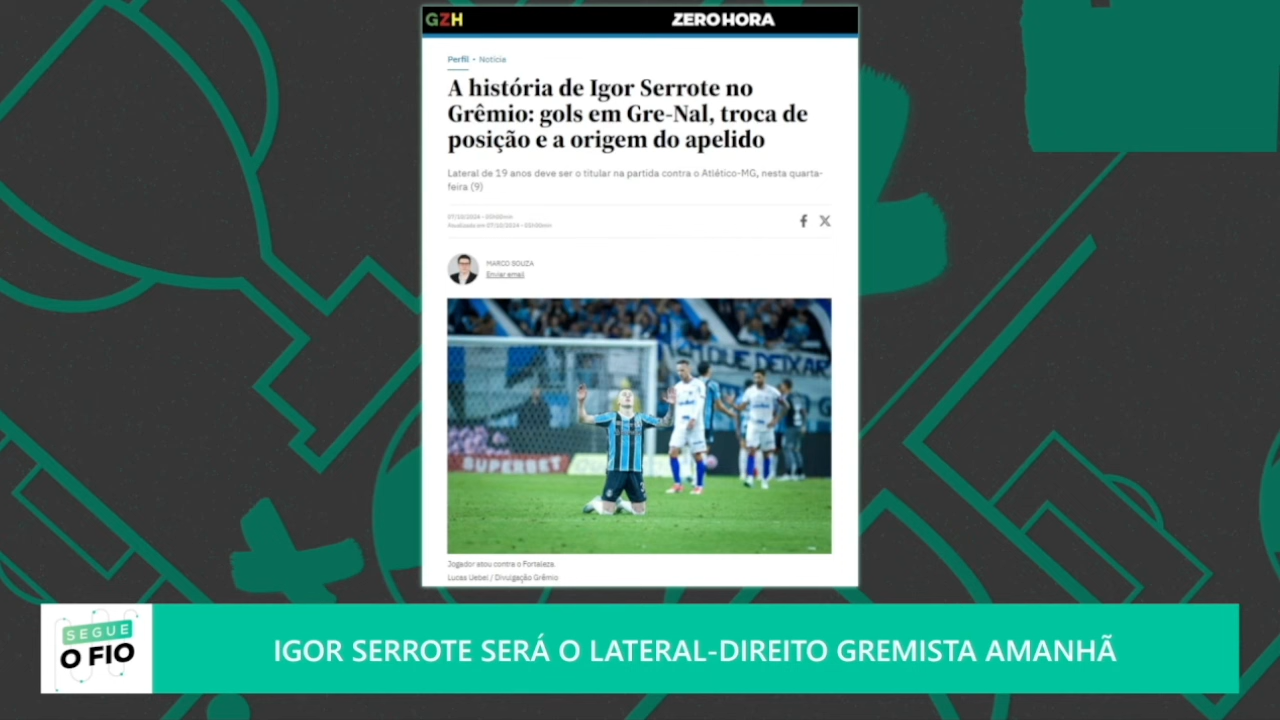 GZH
ZERO HORA
Perfil • Notícia
A história de Igor Serrote no
Grêmio: gols em Gre-Nal, troca de
posição e a origem do apelido
Lateral de 19 anos deve ser o titular na partida contra o Atlético-MG, nesta quarta-
feira (9)
MARCO SOUZA
Enviar email
QUE DEIXAR
SUPERBET
Jogador atou contra o Fortaleza.
Lucas Uebel / Divulgação Grêmio
SEGUE
O FIO
IGOR SERROTE SERÁ O LATERAL-DIREITO GREMISTA AMANHÃ